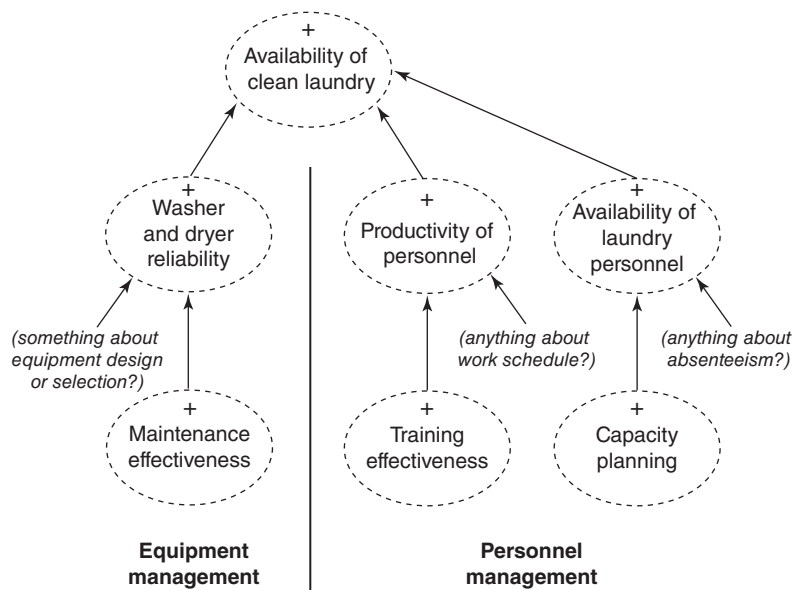 +
Availability of
clean laundry
+
Washer
and dryer
reliability
+
Productivity of
personnel
+
Availability of
laundry
personnel
(something about
equipment design
or selection?)
(anything about
work schedule?)
(anything about
absenteeism?)
+
Maintenance
effectiveness
+
Training
effectiveness
+
Capacity
planning
Equipment
management
Personnel
management